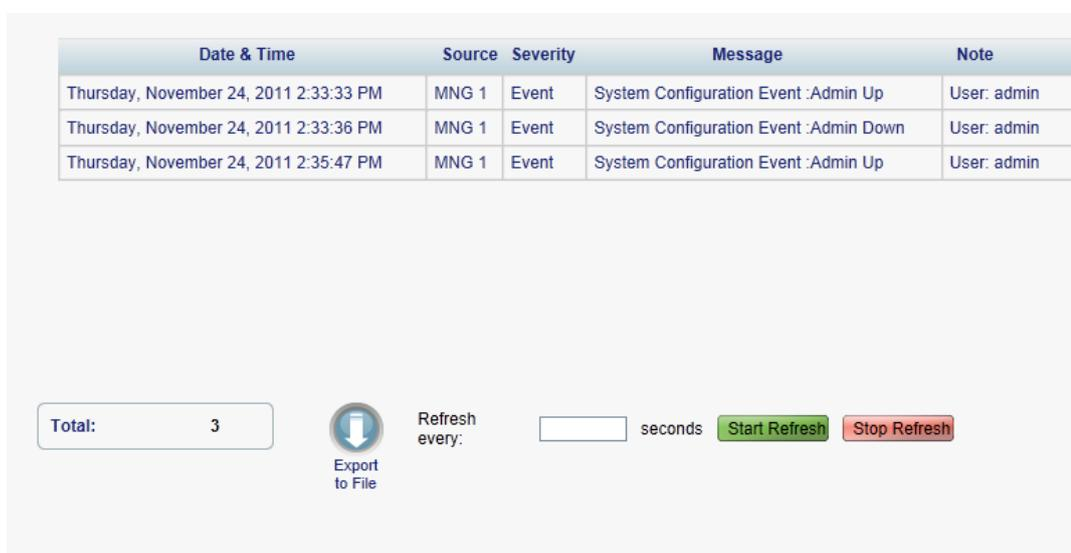 Date & Time Source Severity Message Note
Thursday, November 24, 2011 2:33:33 PM MNG 1 Event System Configuration Event :Admin Up User: admin
Thursday, November 24, 2011 2:33:36 PM MNG 1 Event System Configuration Event :Admin Down User: admin
Thursday, November 24, 2011 2:35:47 PM MNG 1 Event System Configuration Event :Admin Up User: admin
Total: 3
Export
to File
Refresh
every:
seconds Start Refresh Stop Refresh